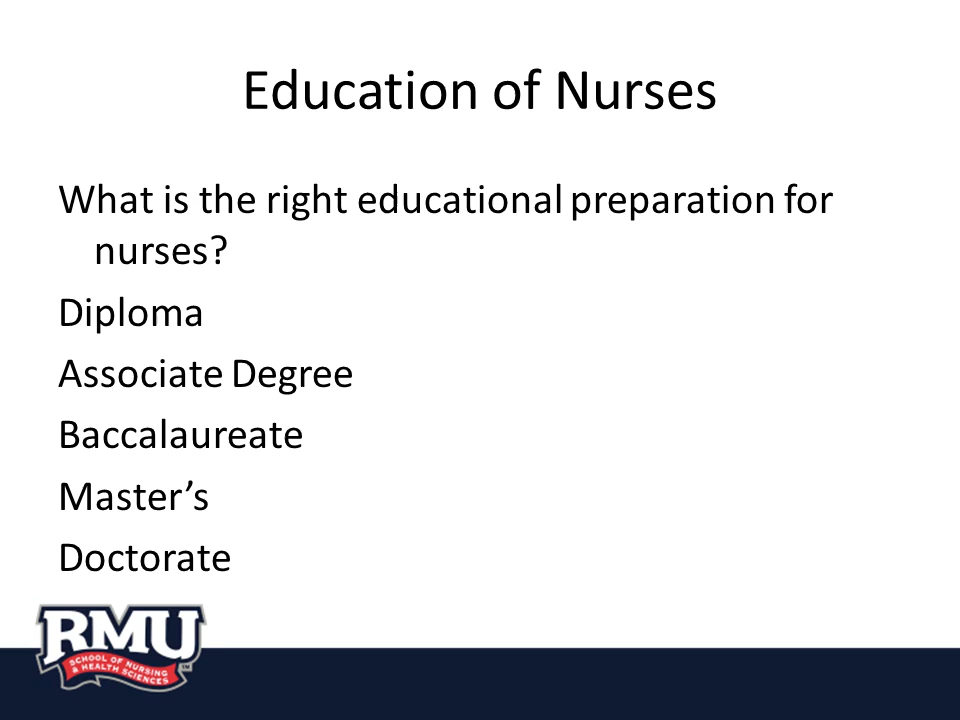 Education of Nurses
What is the right educational preparation for
nurses?
Diploma
Associate Degree
Baccalaureate
Master’s
Doctorate
RMU
SCHOOL OF NURSING
& HEALTH SCIENCES